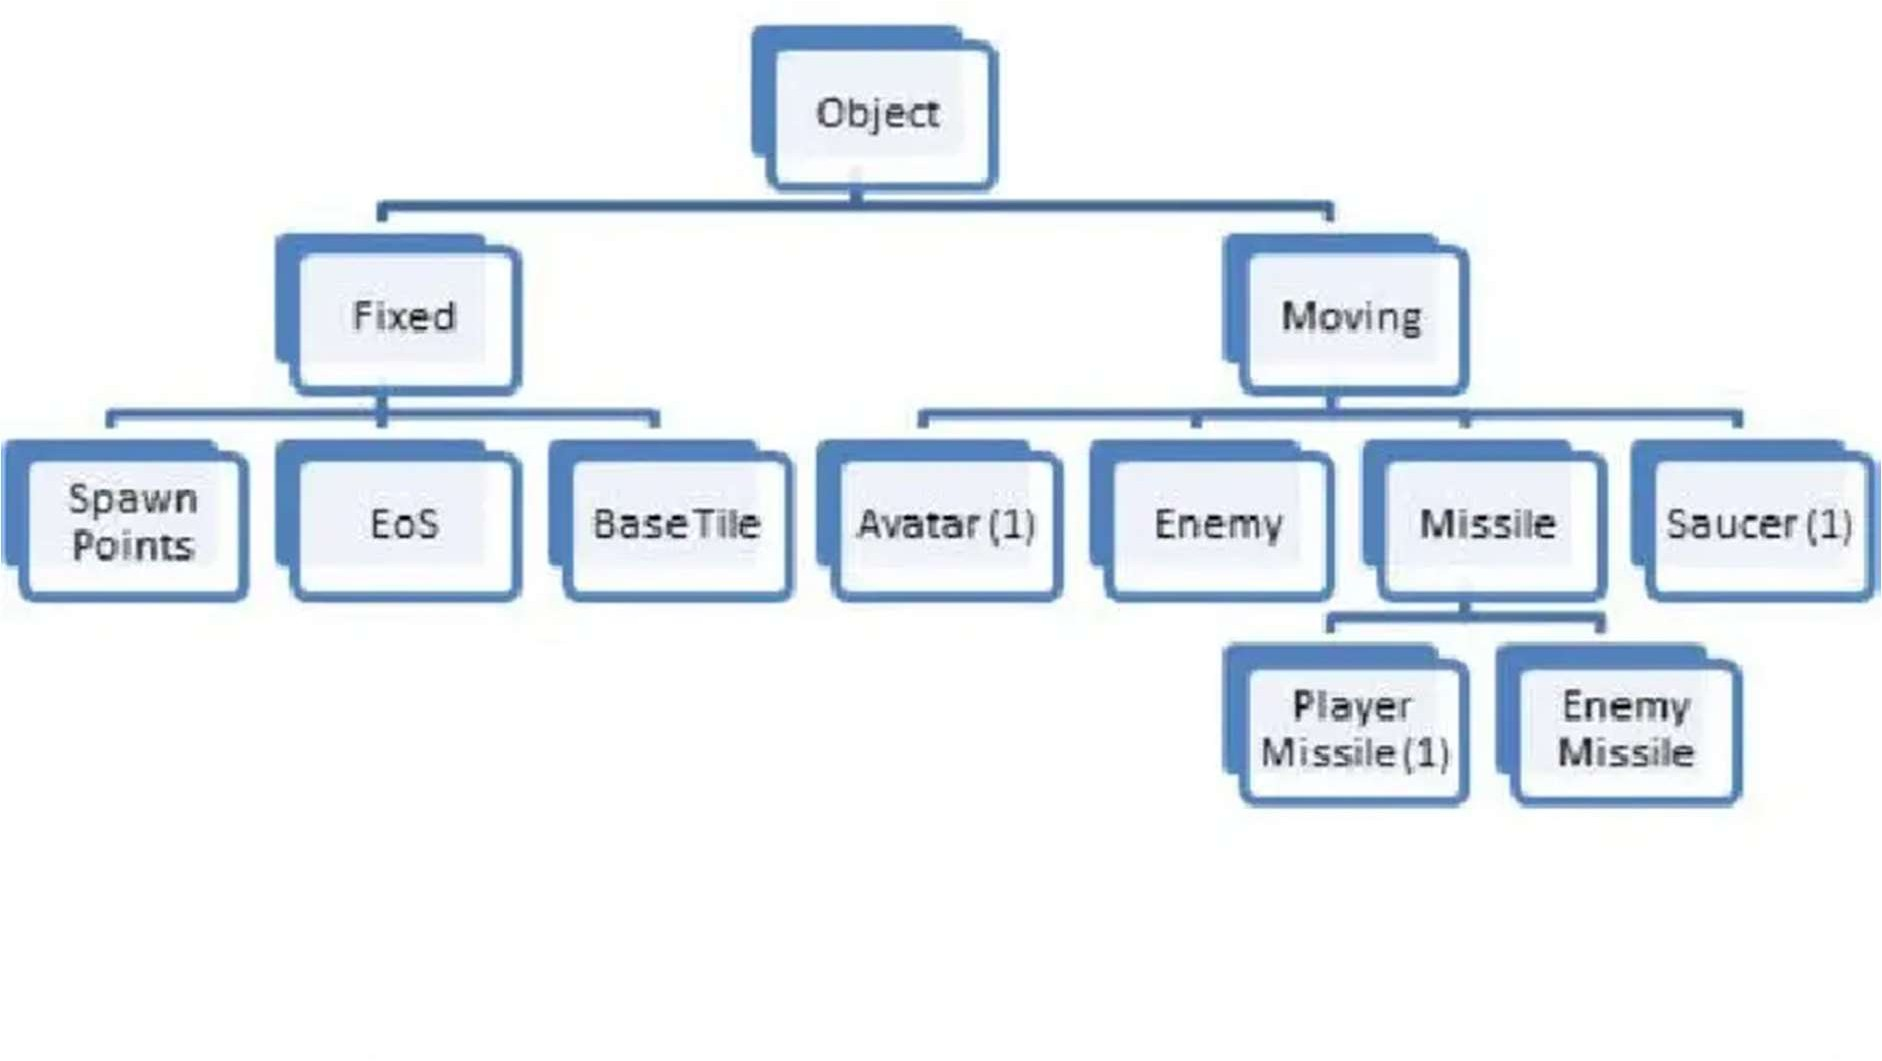 Object
Fixed
Moving
Spawn
Points
EoS
BaseTile
Avatar (1)
Enemy
Missile
Saucer (1)
Player
Missile (1)
Enemy
Missile